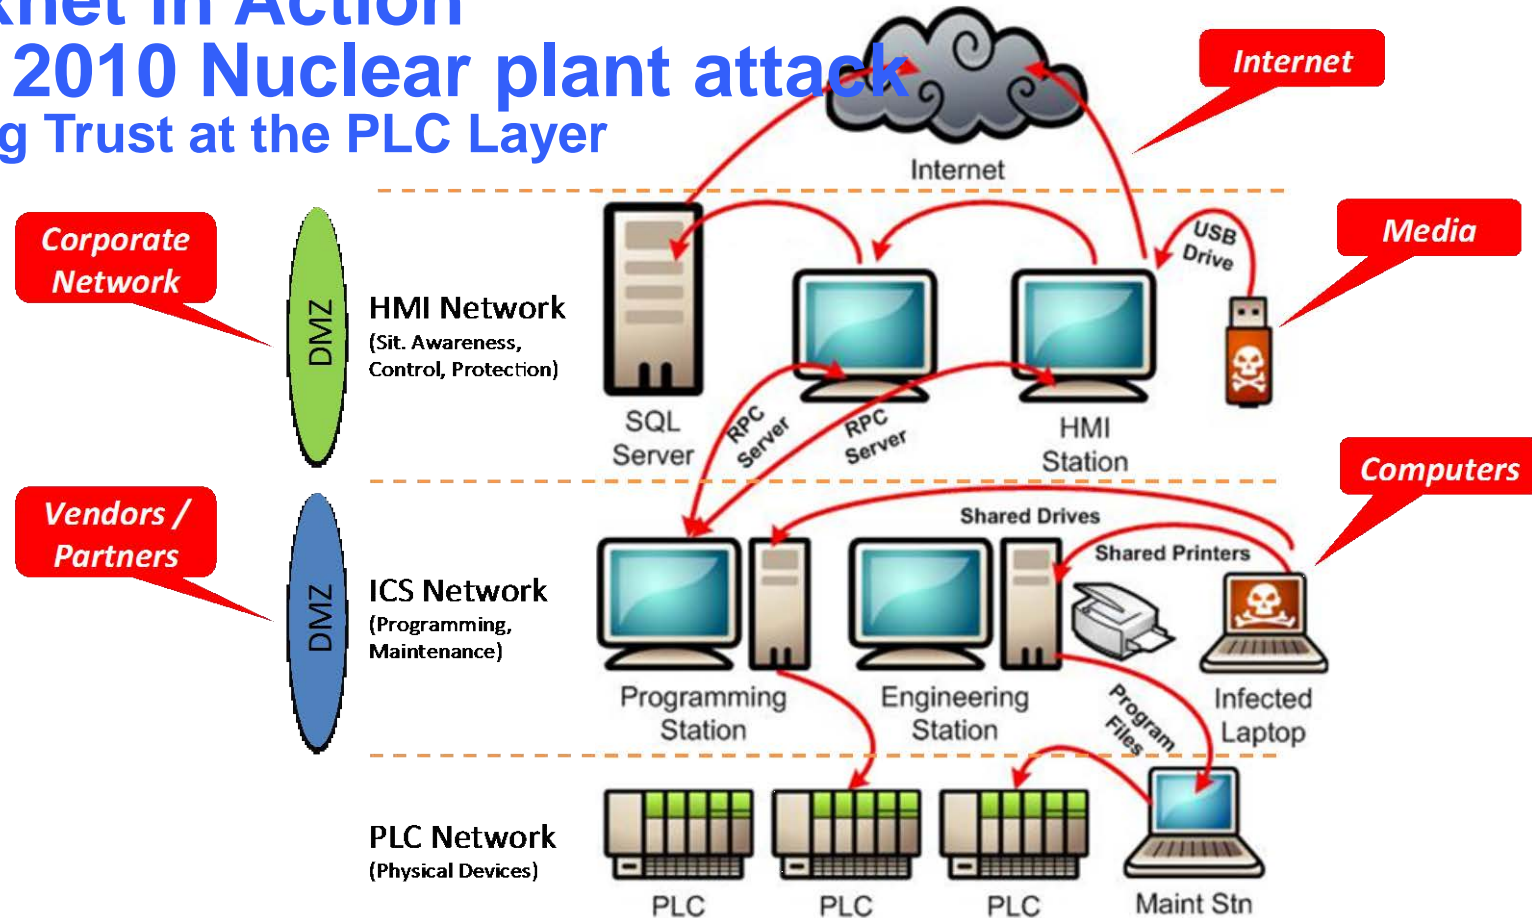 2010 Nuclear plant attack
Trust at the PLC Layer
in Action
Internet
Internet
Corporate
Network
DMZ
HMI Network
(Sit. Awareness,
Control, Protection)
SQL
Server
RPC
Server
RPC
Server
HMI
Station
USB
Drive
Media
Vendors /
Partners
DMZ
ICS Network
(Programming,
Maintenance)
Shared Drives
Shared Printers
Computers
Programming
Station
Engineering
Station
Program
Files
Infected
Laptop
PLC Network
(Physical Devices)
PLC
PLC
PLC
Maint Stn